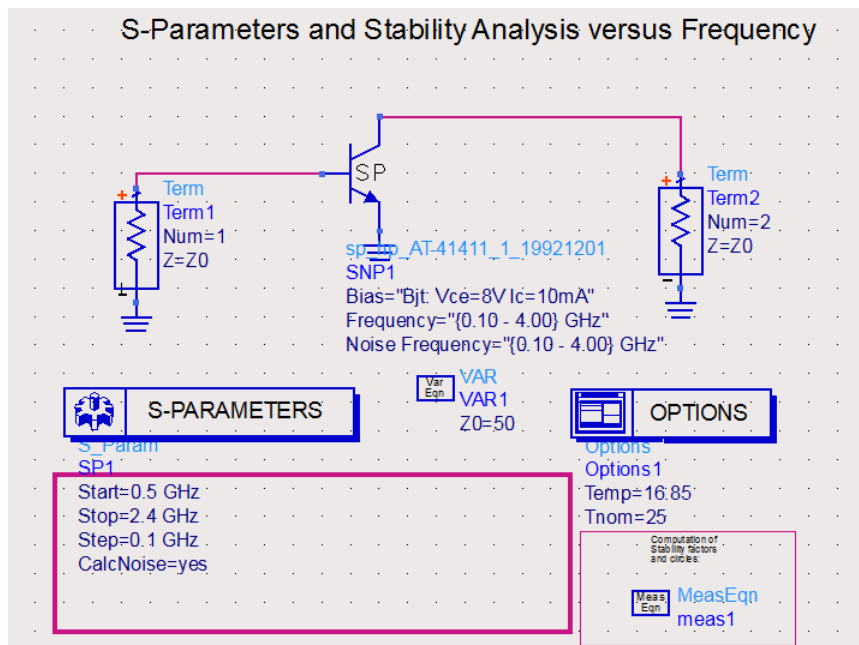 S-Parameters and Stability Analysis versus Frequency
SP
Term
Term1
Num=1
Z=Z0
Term
Term2
Num=2
Z=Z0
sp_hp_AT-41411_1_19921201
SNP1
Bias="Bjt: Vce=8V Ic=10mA"
Frequency="{0.10 - 4.00} GHz"
Noise Frequency="{0.10 - 4.00} GHz"
Var
Eqn
VAR
VAR1
Z0=50
S-PARAMETERS
S_Param
SP1
Start=0.5 GHz
Stop=2.4 GHz
Step=0.1 GHz
CalcNoise=yes
OPTIONS
Options
Options1
Temp=16.85
Tnom=25
Computation of
Stability factors
and circles:
Meas
Eqn
MeasEqn
meas1